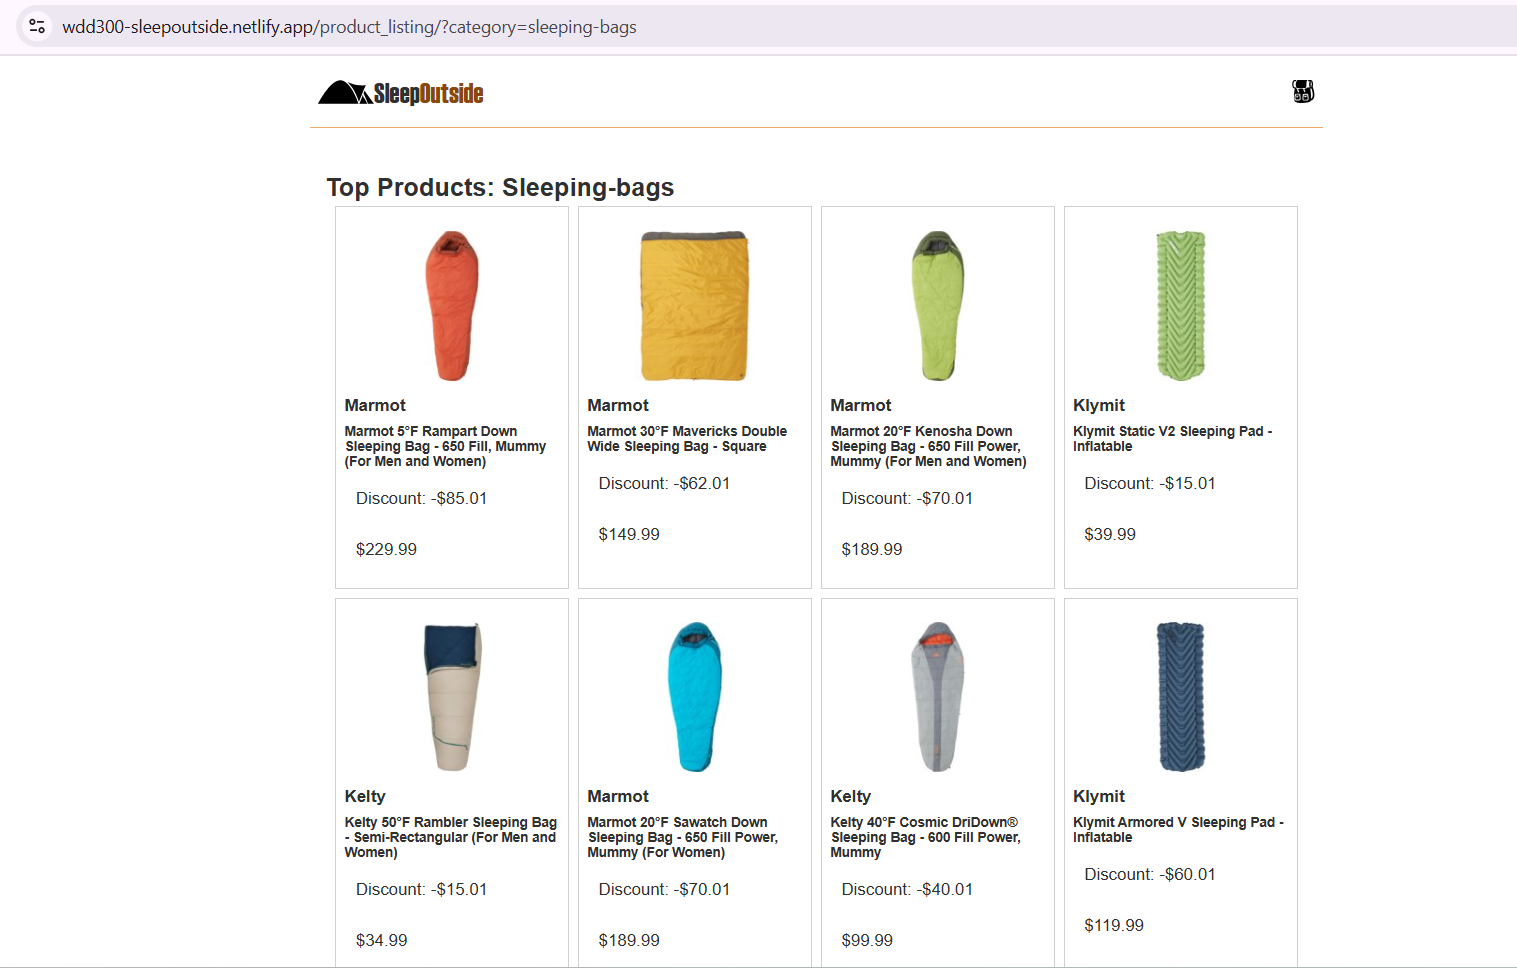 wdd300-sleepoutside.netlify.app/product_listing/?category=sleeping-bags
SleepOutside
Top Products: Sleeping-bags
Marmot
Marmot 5°F Rampart Down
Sleeping Bag - 650 Fill, Mummy
(For Men and Women)
Discount: -$85.01
$229.99
Marmot
Marmot 30°F Mavericks Double
Wide Sleeping Bag - Square
Discount: -$62.01
$149.99
Marmot
Marmot 20°F Kenosha Down
Sleeping Bag - 650 Fill Power,
Mummy (For Men and Women)
Discount: -$70.01
$189.99
Klymit
Klymit Static V2 Sleeping Pad -
Inflatable
Discount: -$15.01
$39.99
Kelty
Kelty 50°F Rambler Sleeping Bag
- Semi-Rectangular (For Men and
Women)
Discount: -$15.01
$34.99
Marmot
Marmot 20°F Sawatch Down
Sleeping Bag - 650 Fill Power,
Mummy (For Women)
Discount: -$70.01
$189.99
Kelty
Kelty 40°F Cosmic DriDown®
Sleeping Bag - 600 Fill Power,
Mummy
Discount: -$40.01
$99.99
Klymit
Klymit Armored V Sleeping Pad -
Inflatable
Discount: -$60.01
$119.99